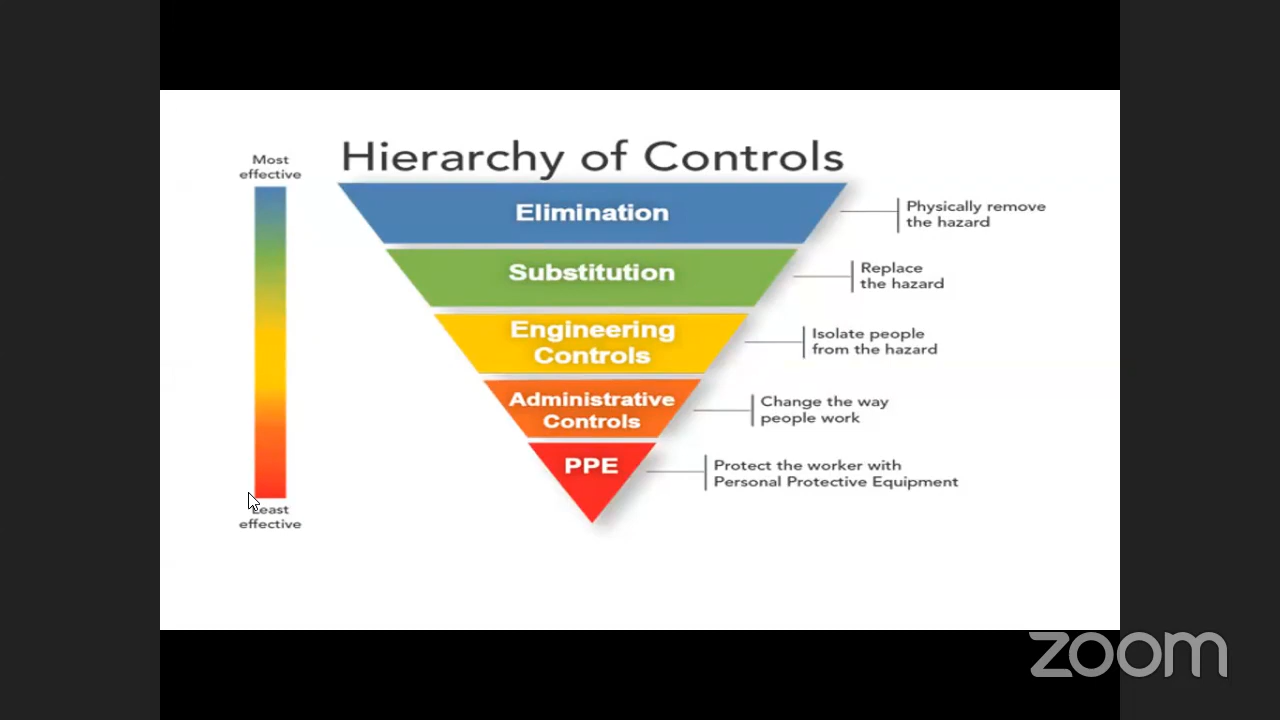 Hierarchy of Controls
Most
effective
Elimination
Physically remove
the hazard
Substitution
Replace
the hazard
Engineering
Controls
Isolate people
from the hazard
Administrative
Controls
Change the way
people work
PPE
Protect the worker with
Personal Protective Equipment
Least
effective
zoom